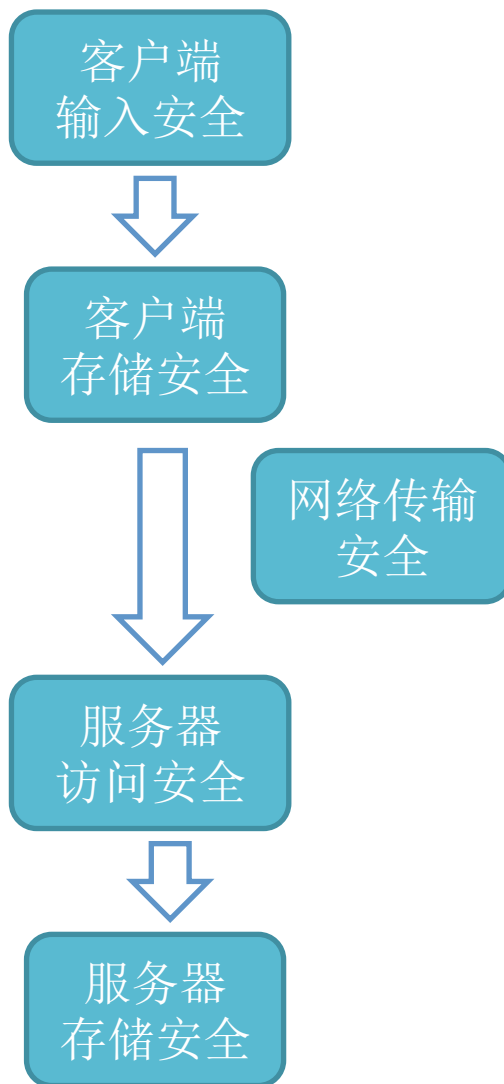 客户端
输入安全
客户端
存储安全
网络传输
安全
服务器
访问安全
服务器
存储安全